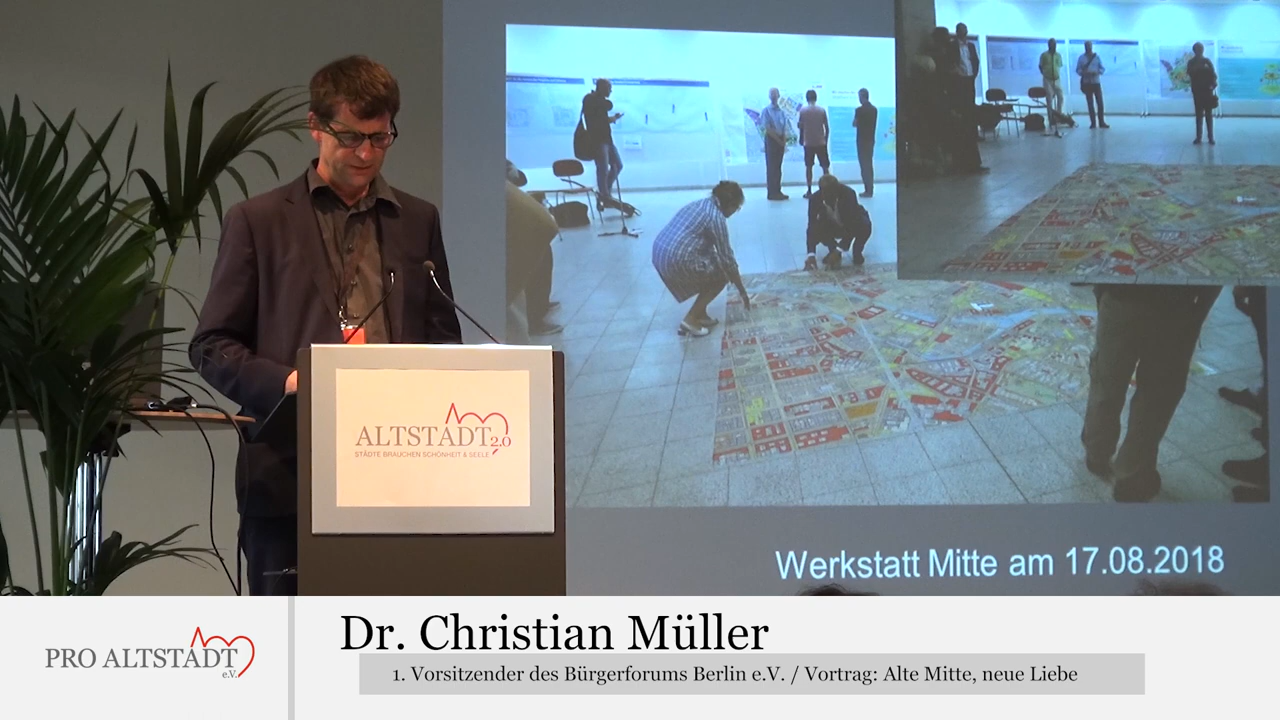 ALTSTADT2.0
STÄDTE BRAUCHEN SCHÖNHEIT & SEELE
Werkstatt Mitte am 17.08.2018
PRO ALTSTADT
e.V.
Dr. Christian Müller
1. Vorsitzender des Bürgerforums Berlin e.V. / Vortrag: Alte Mitte, neue Liebe